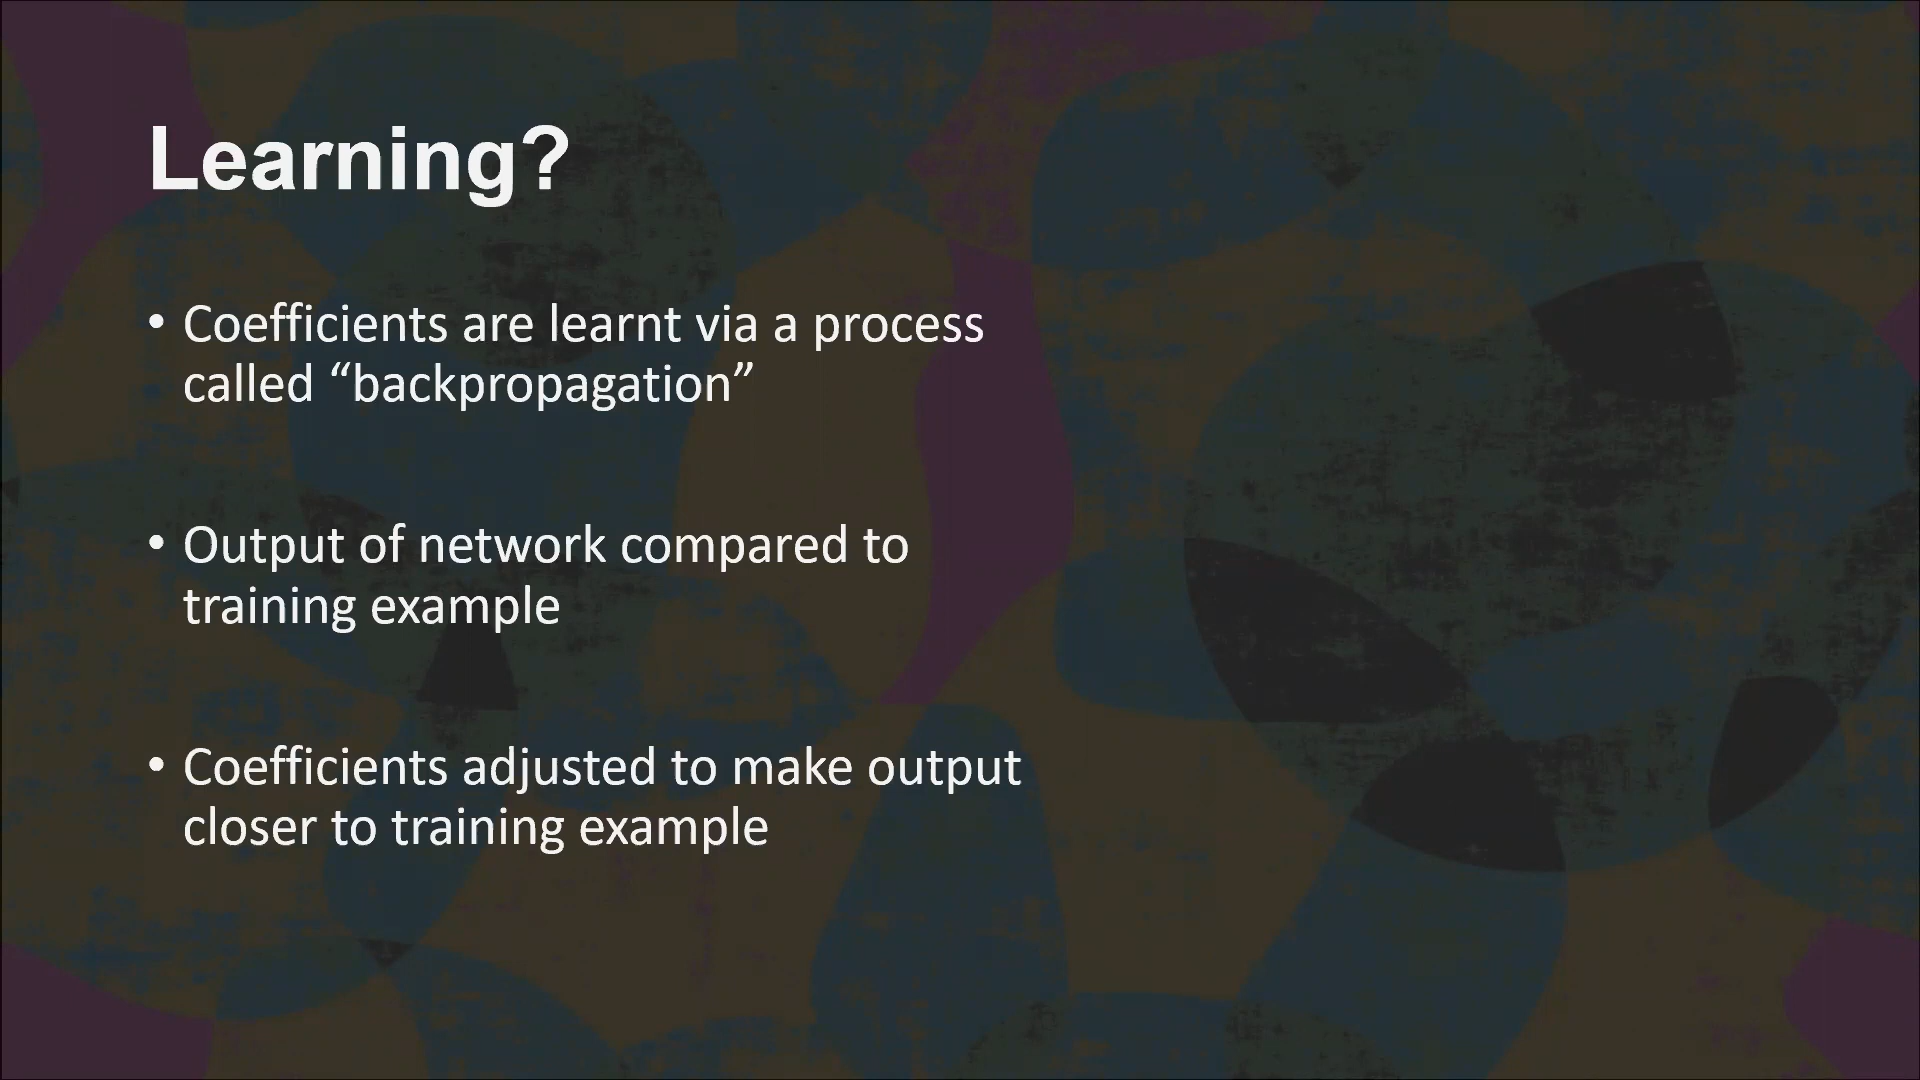 Learning?
• Coefficients are learnt via a process
called “backpropagation”
• Output of network compared to
training example
• Coefficients adjusted to make output
closer to training example